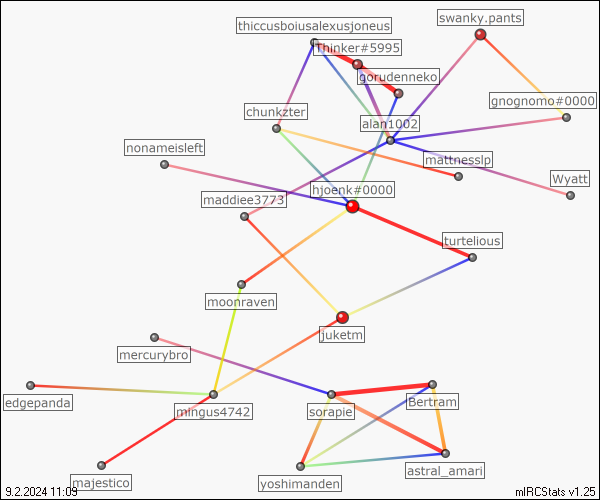 swanky.pants
thiccusboiusalexusjoneus
Thinker#5995
gorudenneko
gnognomo#0000
chunkzter
alan1002
nonameisleft
mattnesslp
Wyatt
hjoenk#0000
maddiee3773
turtelious
moonraven
juketm
mercurybro
edgepanda
mingus4742
sorapie
Bertram
majestico
yoshimanden
astral_amari
9.2.2024 11:09
mIRCStats v1.25